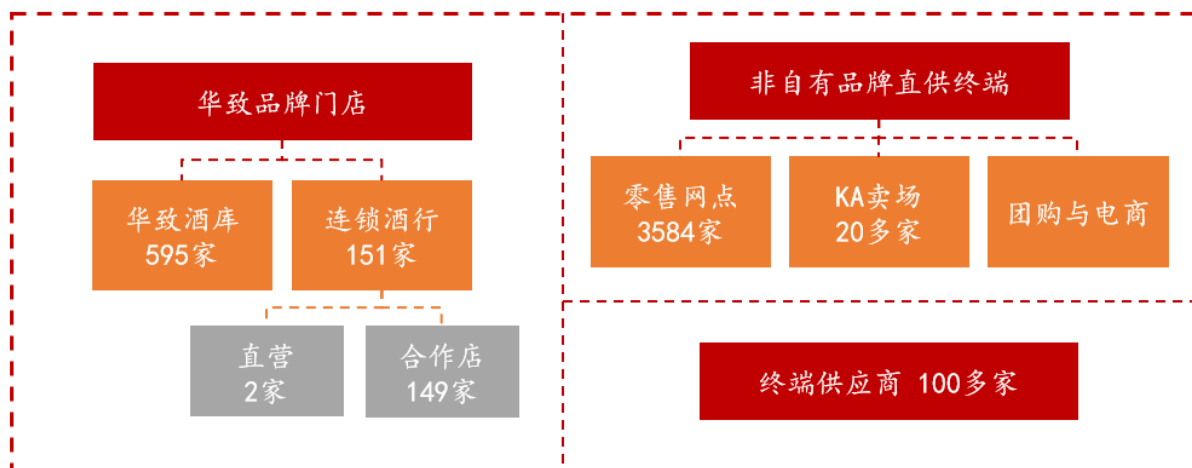 华致品牌门店
华致酒库
595家
连锁酒行
151家
直营
2家
合作店
149家
非自有品牌直供终端
零售网点
3584家
KA卖场
20多家
团购与电商
终端供应商 100多家